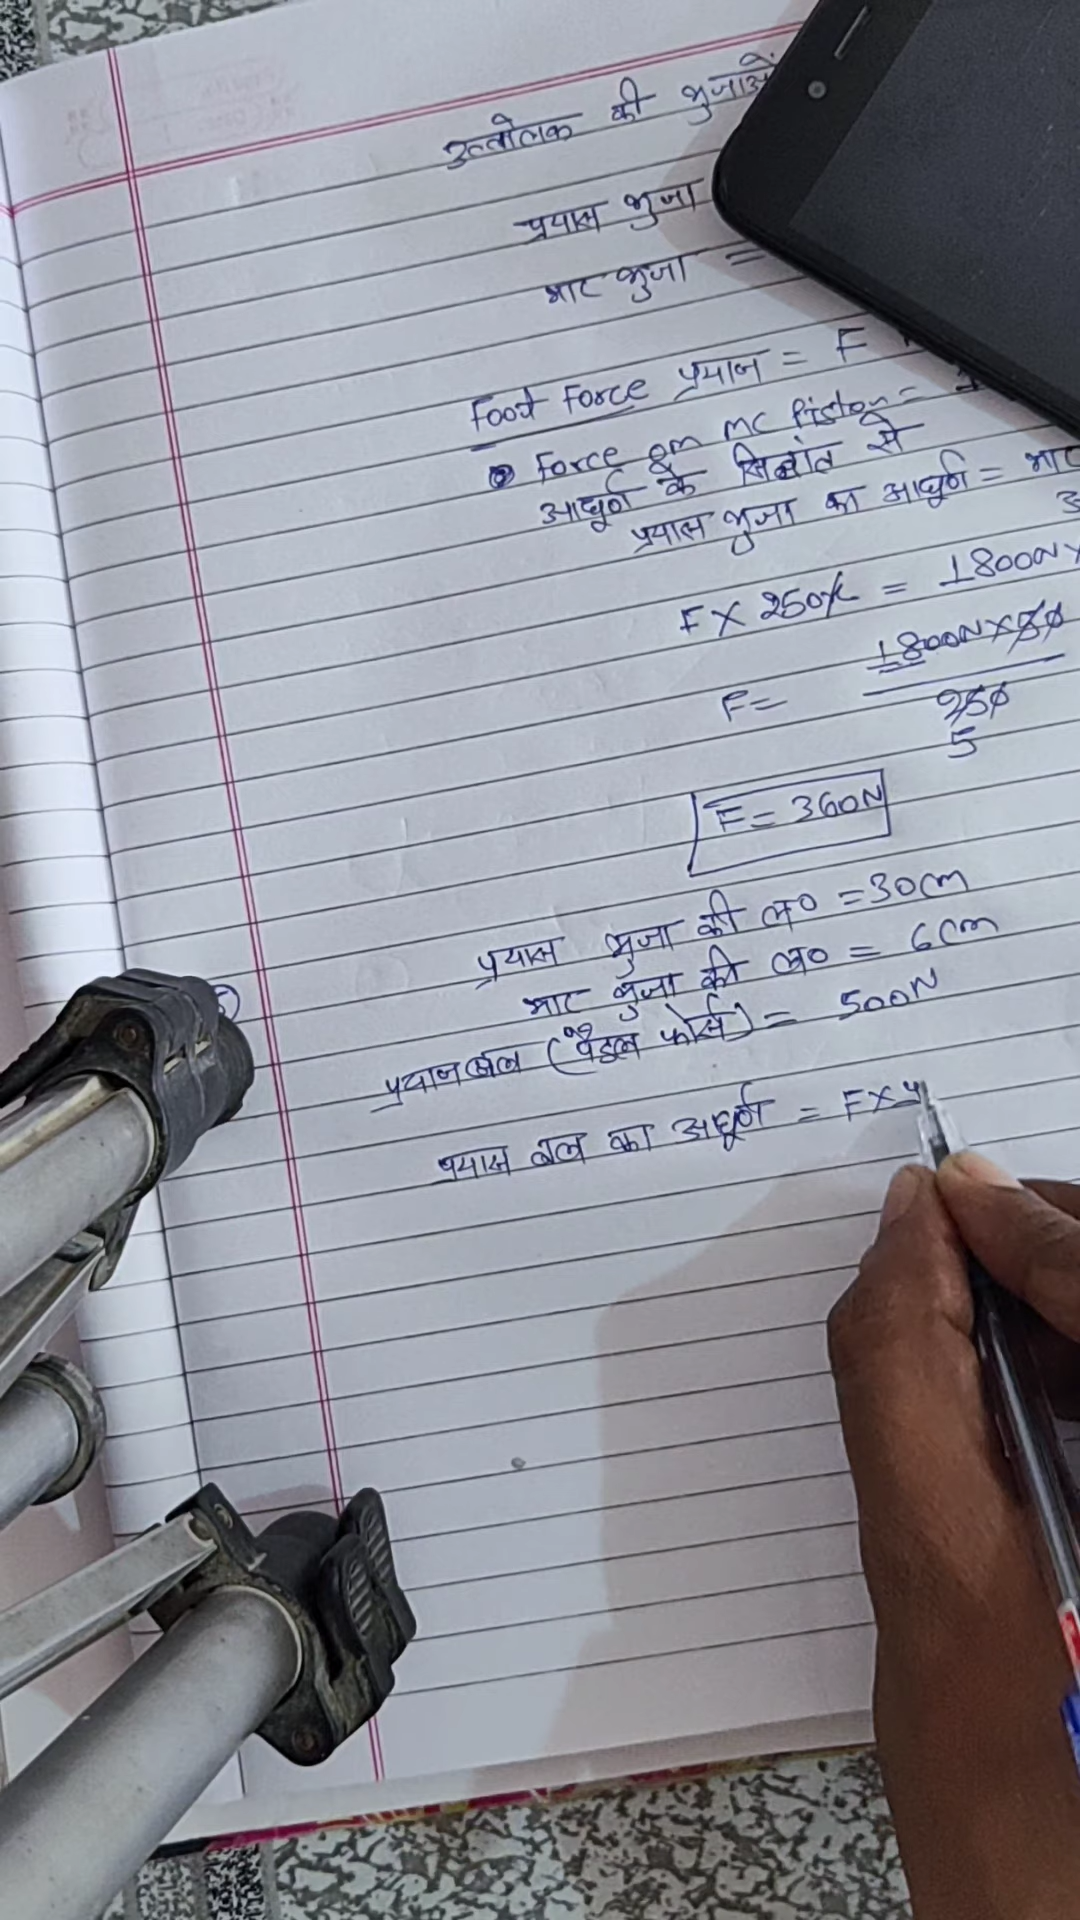 उत्तोलक की भुजाओं
प्रयास भुजा
भार भुजा =
Foot Force प्रयास = F
Force on MC Piston =
आघूर्ण के सिद्धांत से
प्रयास भुजा का आघूर्ण = भार
F X 250 = 1800N X
1800N X 50
F =
250
5
F = 360N
प्रयास भुजा की ल० = 30cm
भार भुजा की ल० = 6cm
प्रयास बल (पैडल फोर्स) = 500N
प्रयास बल का अघूर्ण = F X